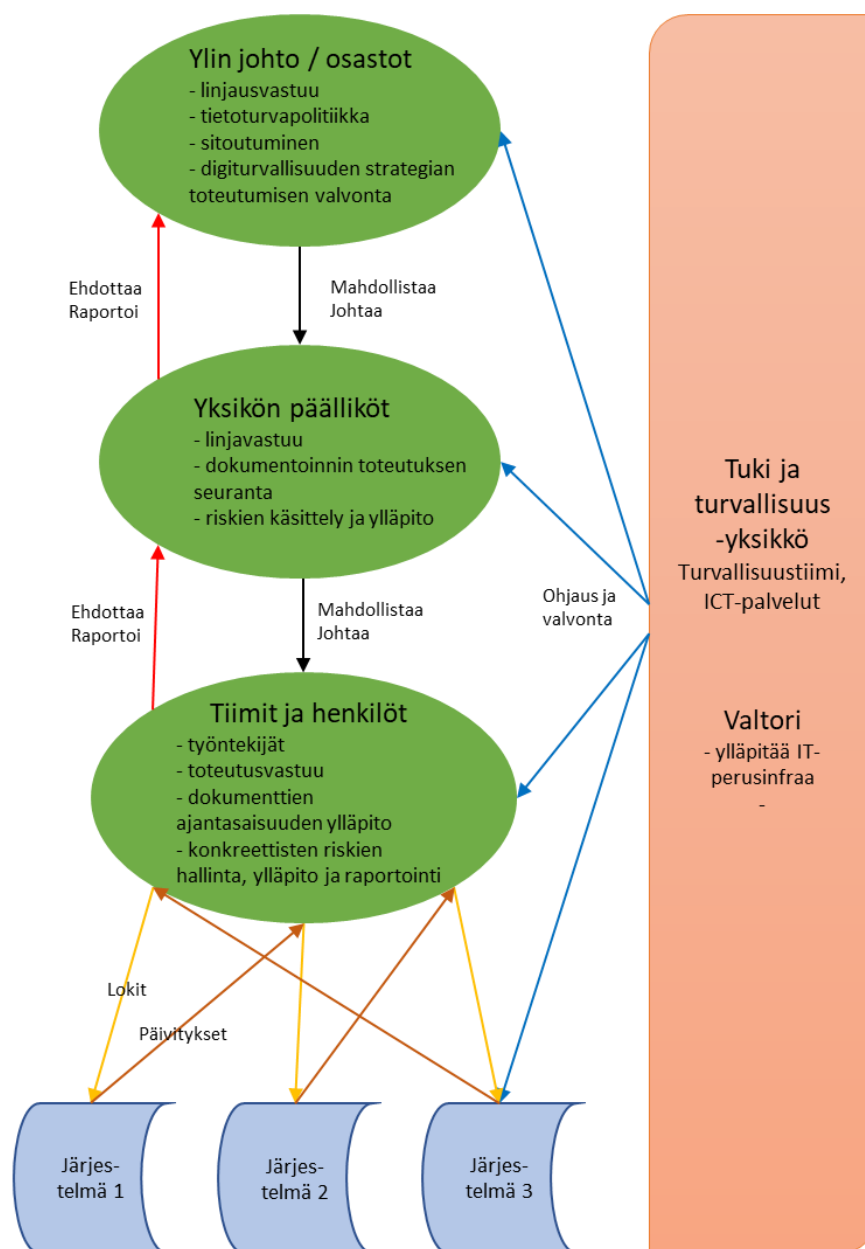 Ylin johto / osastot
- linjausvastuu
- tietoturvapolitiikka
- sitoutuminen
- digiturvallisuuden strategian
toteutumisen valvonta
Ehdottaa
Raportoi
Mahdollistaa
Johtaa
Yksikön päälliköt
- linjavastuu
- dokumentoinnin toteutuksen
seuranta
- riskien käsittely ja ylläpito
Ehdottaa
Raportoi
Mahdollistaa
Johtaa
Ohjaus ja
valvonta
Tuki ja
turvallisuus
-yksikkö
Turvallisuustiimi,
ICT-palvelut
Valtori
- ylläpitää IT-
perusinfraa
-
Tiimit ja henkilöt
- työntekijät
- toteutusvastuu
- dokumenttien
ajantasaisuuden ylläpito
- konkreettisten riskien
hallinta, ylläpito ja raportointi
Lokit
Päivitykset
Järjes-
telmä 1
Järjes-
telmä 2
Järjes-
telmä 3